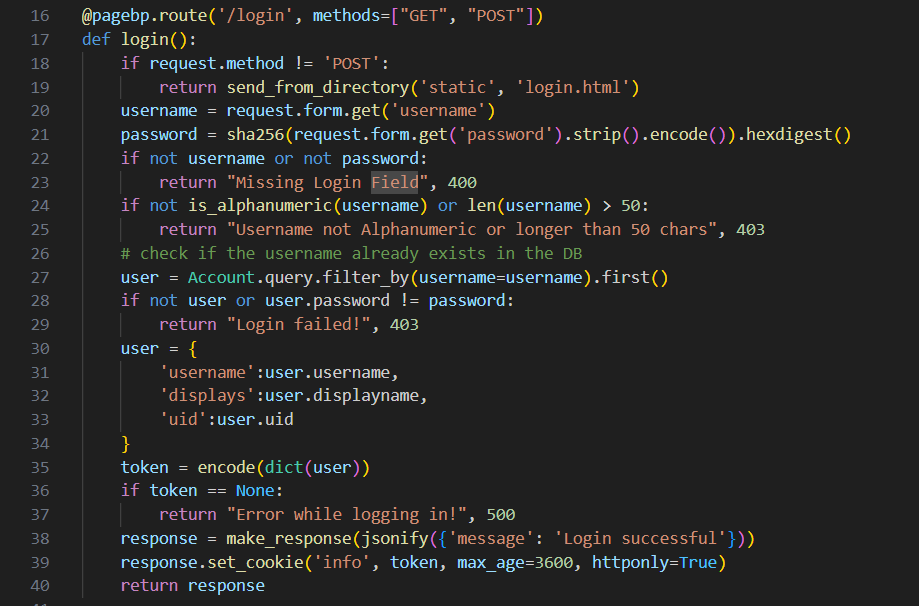 16 @pagebp.route('/login', methods=["GET", "POST"])
17 def login():
18     if request.method != 'POST':
19         return send_from_directory('static', 'login.html')
20     username = request.form.get('username')
21     password = sha256(request.form.get('password').strip().encode()).hexdigest()
22     if not username or not password:
23         return "Missing Login Field", 400
24     if not is_alphanumeric(username) or len(username) > 50:
25         return "Username not Alphanumeric or longer than 50 chars", 403
26     # check if the username already exists in the DB
27     user = Account.query.filter_by(username=username).first()
28     if not user or user.password != password:
29         return "Login failed!", 403
30     user = {
31         'username':user.username,
32         'displays':user.displayname,
33         'uid':user.uid
34     }
35     token = encode(dict(user))
36     if token == None:
37         return "Error while logging in!", 500
38     response = make_response(jsonify({'message': 'Login successful'}))
39     response.set_cookie('info', token, max_age=3600, httponly=True)
40     return response